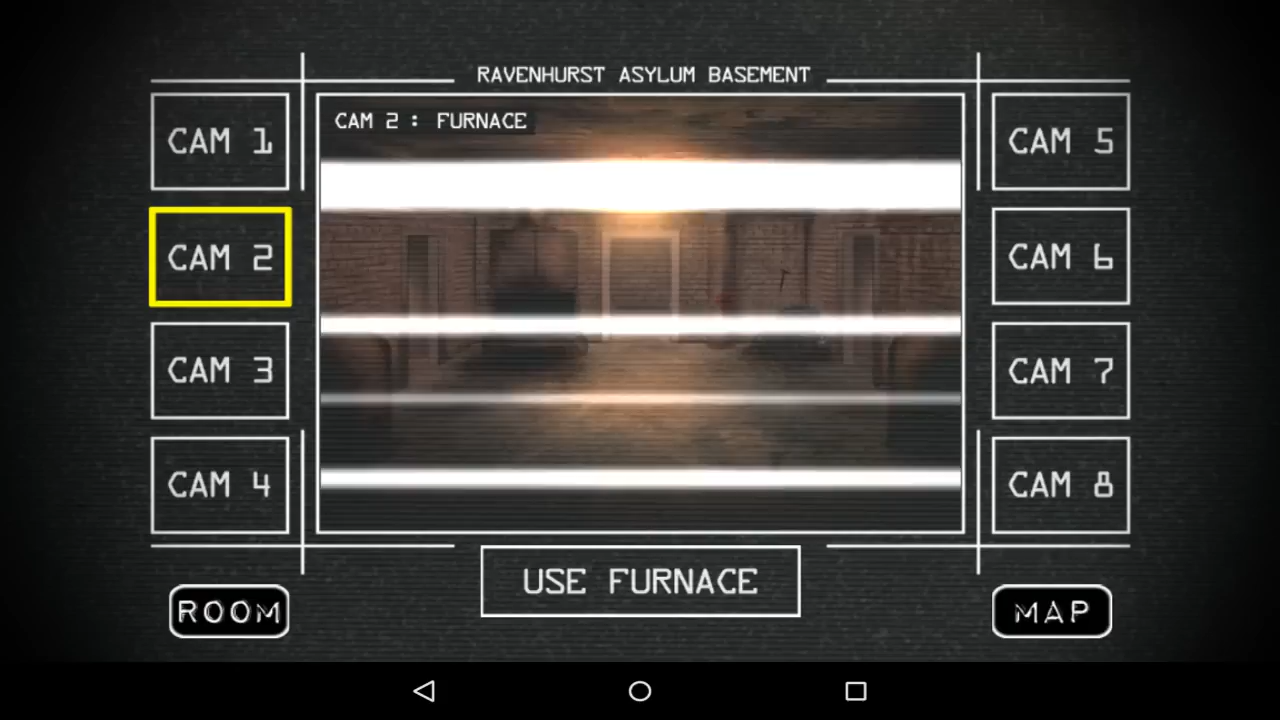 RAVENHURST ASYLUM BASEMENT
CAM 1
CAM 2
CAM 3
CAM 4
CAM 2 : FURNACE
CAM 5
CAM 6
CAM 7
CAM 8
USE FURNACE
ROOM
MAP